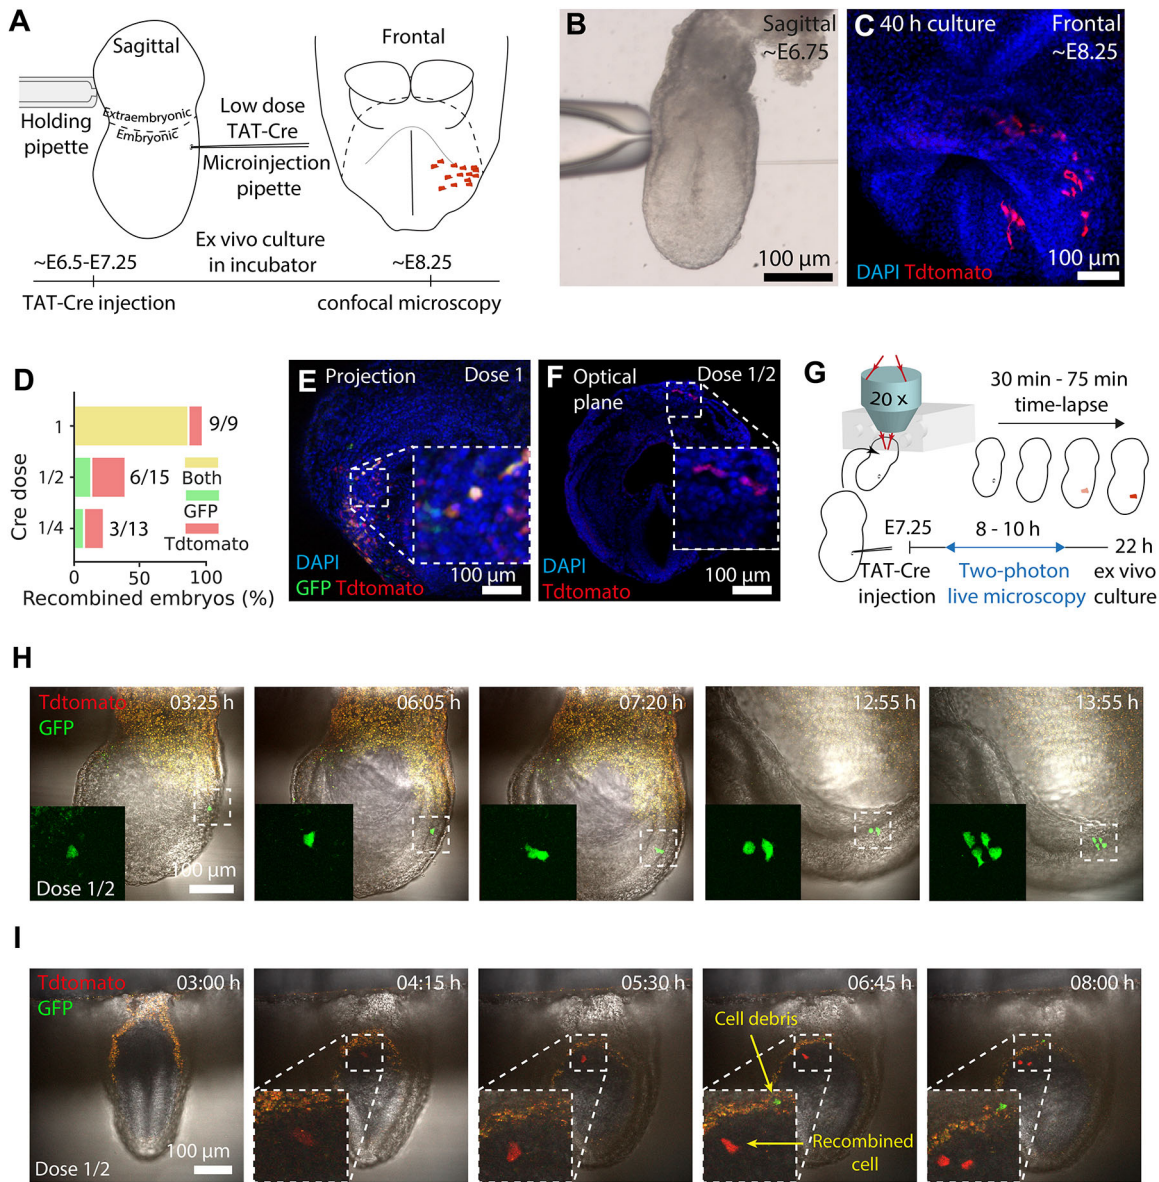 A
Sagittal
Extraembryonic
Embryonic
Holding
pipette
Low dose
TAT-Cre
Microinjection
pipette
Frontal
Ex vivo culture
in incubator
~E6.5-E7.25
~E8.25
TAT-Cre injection
confocal microscopy
B
Sagittal
~E6.75
100 µm
C
40 h culture
Frontal
~E8.25
DAPI Tdtomato
100 µm
D
Cre dose
1
9/9
1/2
6/15
1/4
3/13
Both
GFP
Tdtomato
0
50
100
Recombined embryos (%)
E
Projection
Dose 1
DAPI
GFP Tdtomato
100 µm
F
Optical
plane
Dose 1/2
DAPI
Tdtomato
100 µm
G
20 x
30 min - 75 min
time-lapse
E7.25
8 - 10 h
22 h
TAT-Cre
injection
Two-photon
live microscopy
ex vivo
culture
H
Tdtomato
GFP
03:25 h
Dose 1/2
100 µm
06:05 h
07:20 h
12:55 h
13:55 h
I
Tdtomato
GFP
03:00 h
Dose 1/2
100 µm
04:15 h
05:30 h
06:45 h
Cell debris
Recombined
cell
08:00 h